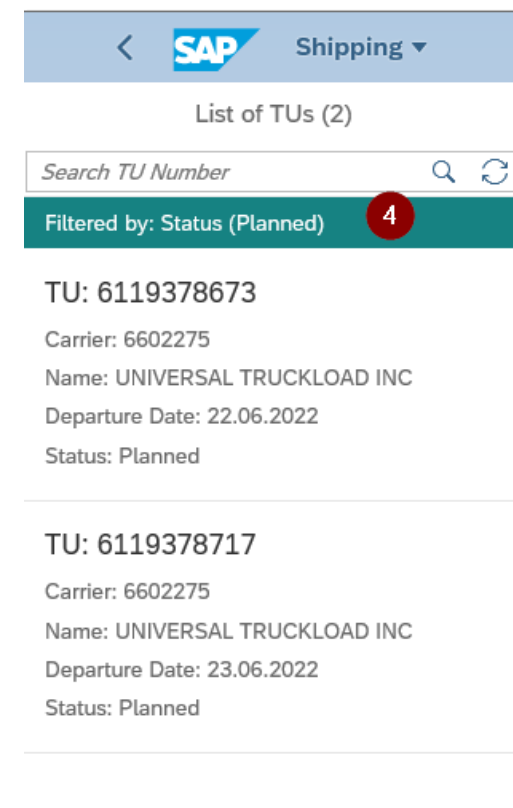 SAP Shipping
List of TUs (2)
Search TU Number
Filtered by: Status (Planned) 4
TU: 6119378673
Carrier: 6602275
Name: UNIVERSAL TRUCKLOAD INC
Departure Date: 22.06.2022
Status: Planned
TU: 6119378717
Carrier: 6602275
Name: UNIVERSAL TRUCKLOAD INC
Departure Date: 23.06.2022
Status: Planned